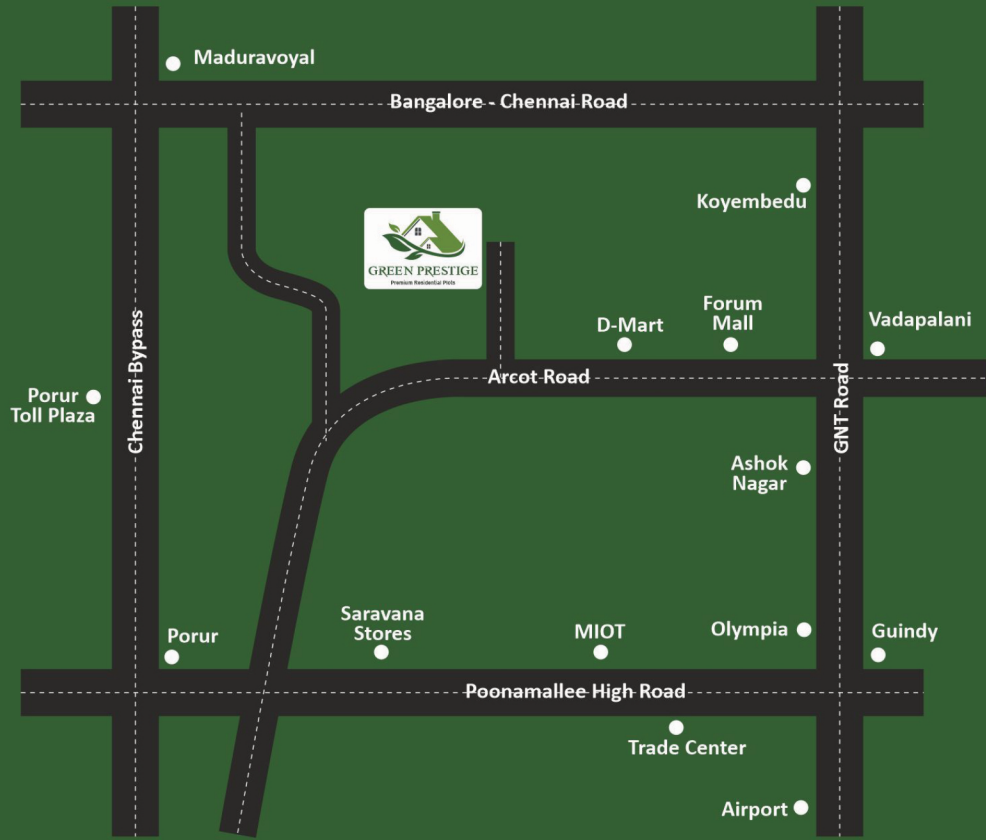 Maduravoyal
Bangalore - Chennai Road
Koyembedu
GREEN PRESTIGE
Premium Residential Plots
Chennai Bypass
Forum
Mall
D-Mart
Vadapalani
Arcot Road
Porur
Toll Plaza
GNT Road
Ashok
Nagar
Saravana
Stores
Porur
MIOT
Olympia
Guindy
Poonamallee High Road
Trade Center
Airport